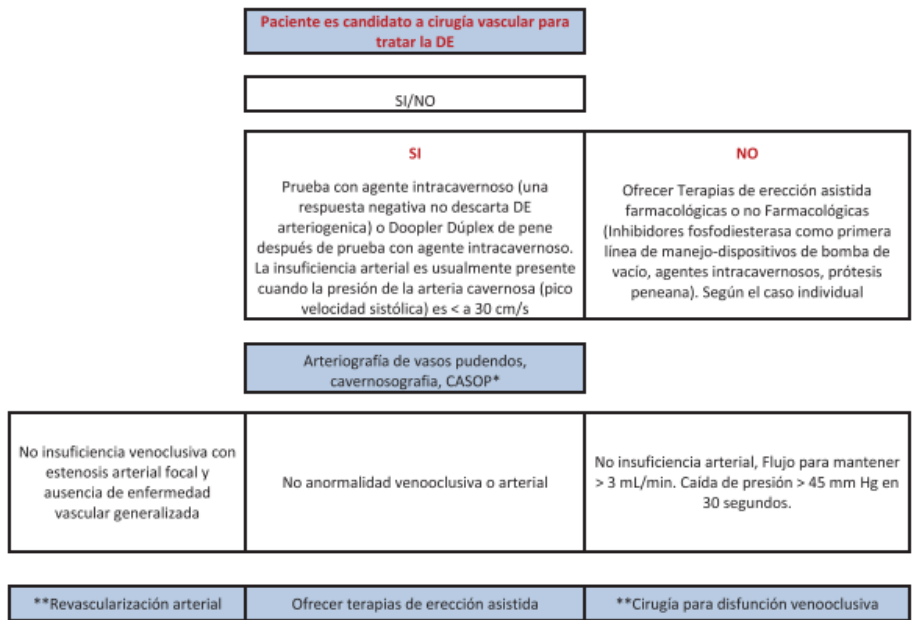 Paciente es candidato a cirugía vascular para
tratar la DE
SI/NO
SI
Prueba con agente intracavernoso (una
respuesta negativa no descarta DE
arteriogenica) o Doopler Dúplex de pene
después de prueba con agente intracavernoso.
La insuficiencia arterial es usualmente presente
cuando la presión de la arteria cavernosa (pico
velocidad sistólica) es < a 30 cm/s
NO
Ofrecer Terapias de erección asistida
farmacológicas o no Farmacológicas
(Inhibidores fosfodiesterasa como primera
línea de manejo-dispositivos de bomba de
vacío, agentes intracavernosos, prótesis
peneana). Según el caso individual
Arteriografía de vasos pudendos,
cavernosografia, CASOP*
No insuficiencia venoclusiva con
estenosis arterial focal y
ausencia de enfermedad
vascular generalizada
No anormalidad venooclusiva o arterial
No insuficiencia arterial, Flujo para mantener
> 3 mL/min. Caída de presión > 45 mm Hg en
30 segundos.
**Revascularización arterial
Ofrecer terapias de erección asistida
**Cirugía para disfunción venooclusiva